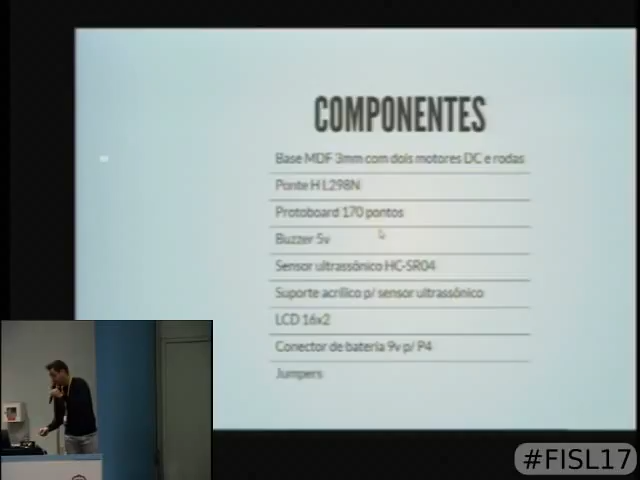 COMPONENTES
Base MDF 3mm com dois motores DC e rodas
Ponte H L298N
Protoboard 170 pontos
Buzzer 5v
Sensor ultrassônico HC-SR04
Suporte acrílico p/ sensor ultrassônico
LCD 16x2
Conector de bateria 9v p/ P4
Jumpers
#FISL17